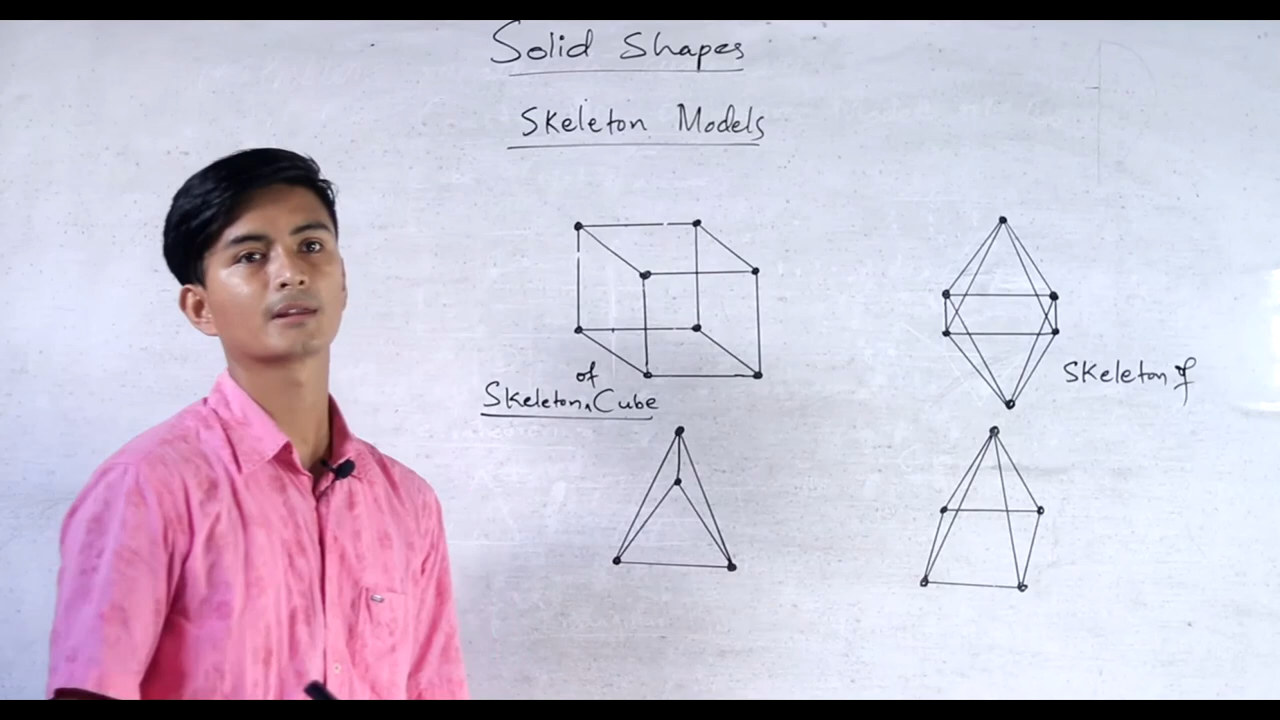 Solid Shapes
Skeleton Models
Skeleton of
of
Skeleton Cube